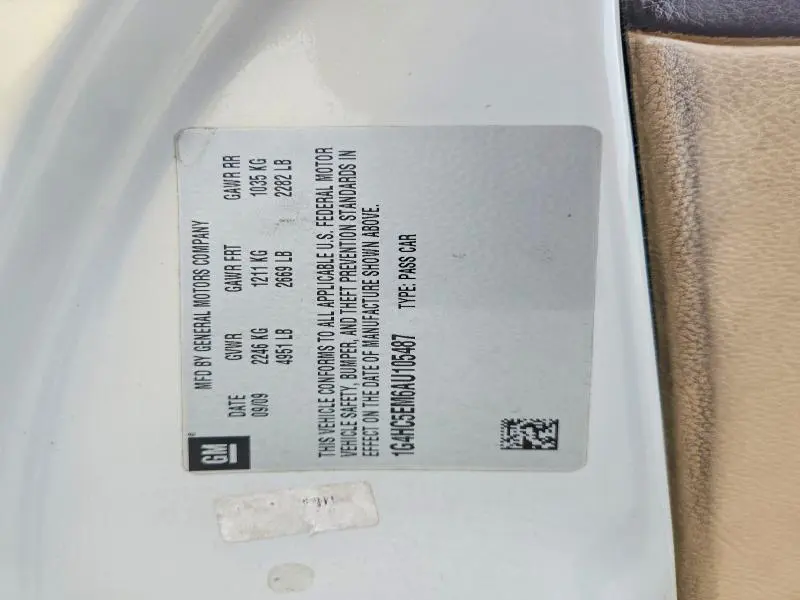 GM
MFD BY GENERAL MOTORS COMPANY
DATE GVWR GAWR FRT GAWR RR
09/09 2246 KG 1211 KG 1035 KG
4951 LB 2669 LB 2282 LB
THIS VEHICLE CONFORMS TO ALL APPLICABLE U.S. FEDERAL MOTOR
VEHICLE SAFETY, BUMPER, AND THEFT PREVENTION STANDARDS IN
EFFECT ON THE DATE OF MANUFACTURE SHOWN ABOVE.
1G4HC5EM6AU105487 TYPE: PASS CAR